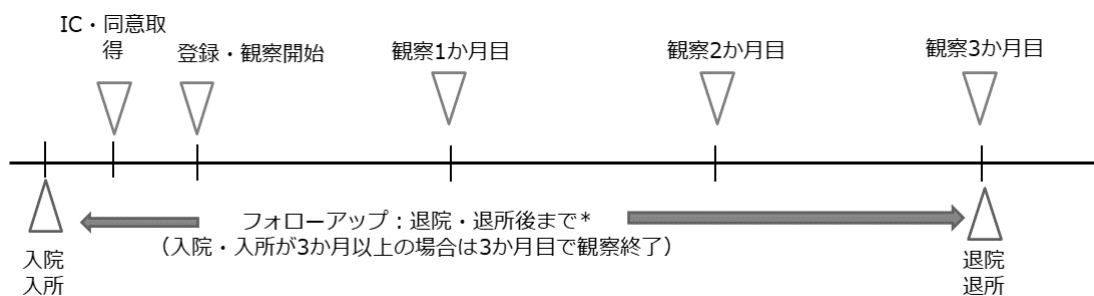 IC・同意取
得
登録・観察開始
観察1か月目
観察2か月目
観察3か月目
フォローアップ：退院・退所後まで*
（入院・入所が3か月以上の場合は3か月目で観察終了）
入院
入所
退院
退所